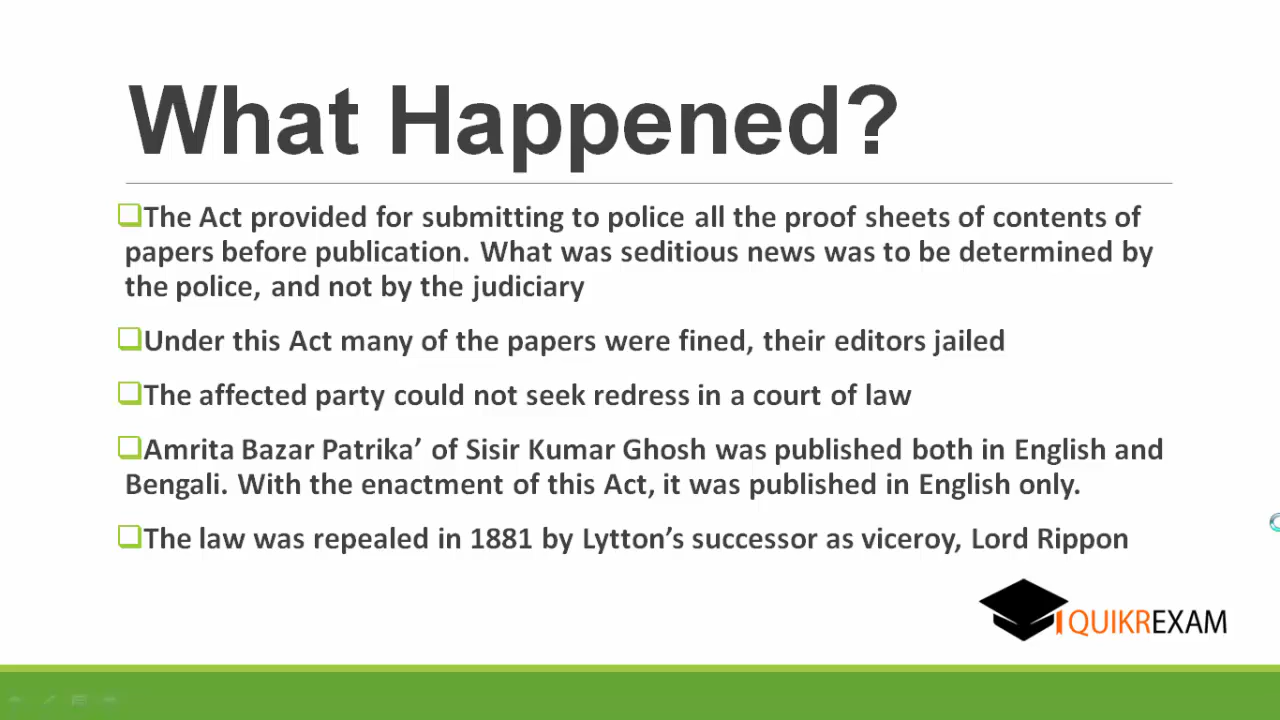 What Happened?
The Act provided for submitting to police all the proof sheets of contents of
papers before publication. What was seditious news was to be determined by
the police, and not by the judiciary
Under this Act many of the papers were fined, their editors jailed
The affected party could not seek redress in a court of law
Amrita Bazar Patrika’ of Sisir Kumar Ghosh was published both in English and
Bengali. With the enactment of this Act, it was published in English only.
The law was repealed in 1881 by Lytton’s successor as viceroy, Lord Rippon
QUIKREXAM